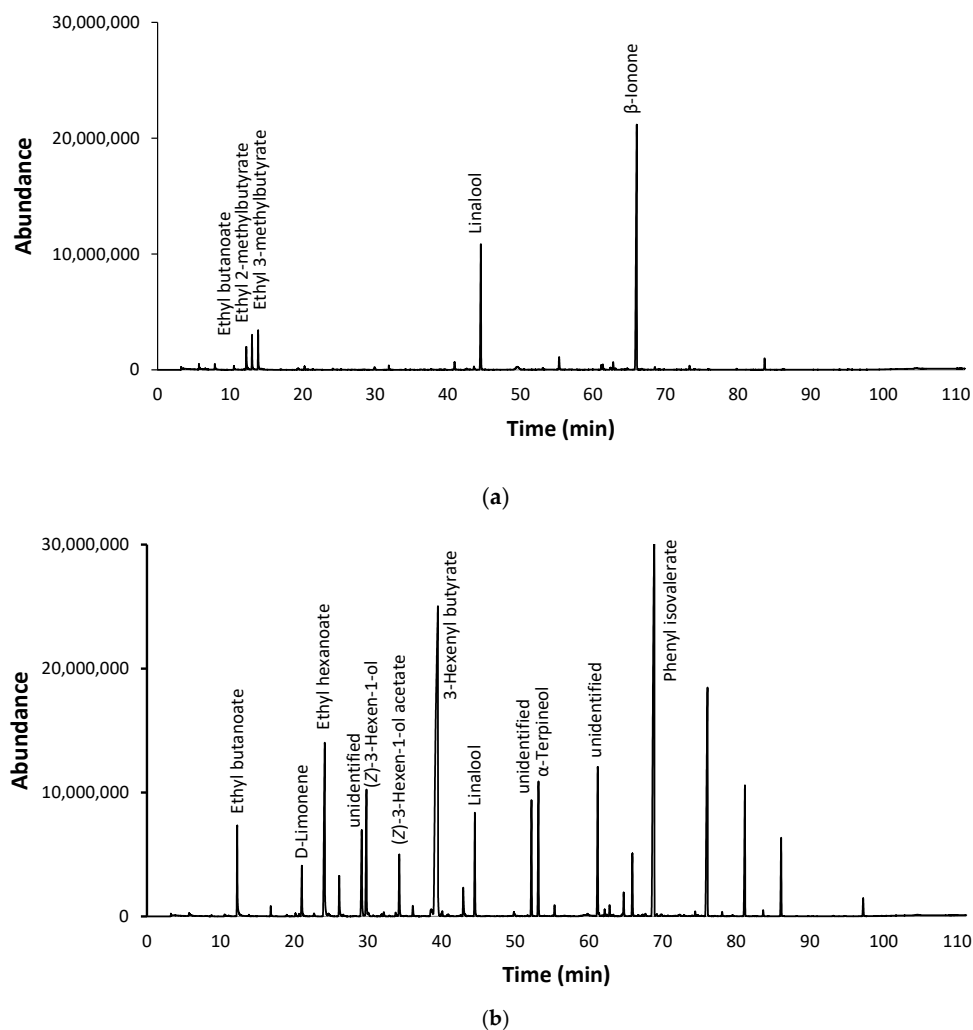 30,000,000
20,000,000
10,000,000
0
Abundance
Ethyl butanoate
Ethyl 2-methylbutyrate
Ethyl 3-methylbutyrate
Linalool
β-Ionone
0 10 20 30 40 50 60 70 80 90 100 110
Time (min)
(a)
30,000,000
20,000,000
10,000,000
0
Abundance
Ethyl butanoate
D-Limonene
Ethyl hexanoate
unidentified
(Z)-3-Hexen-1-ol
(Z)-3-Hexen-1-ol acetate
3-Hexenyl butyrate
Linalool
unidentified
α-Terpineol
unidentified
Phenyl isovalerate
0 10 20 30 40 50 60 70 80 90 100 110
Time (min)
(b)